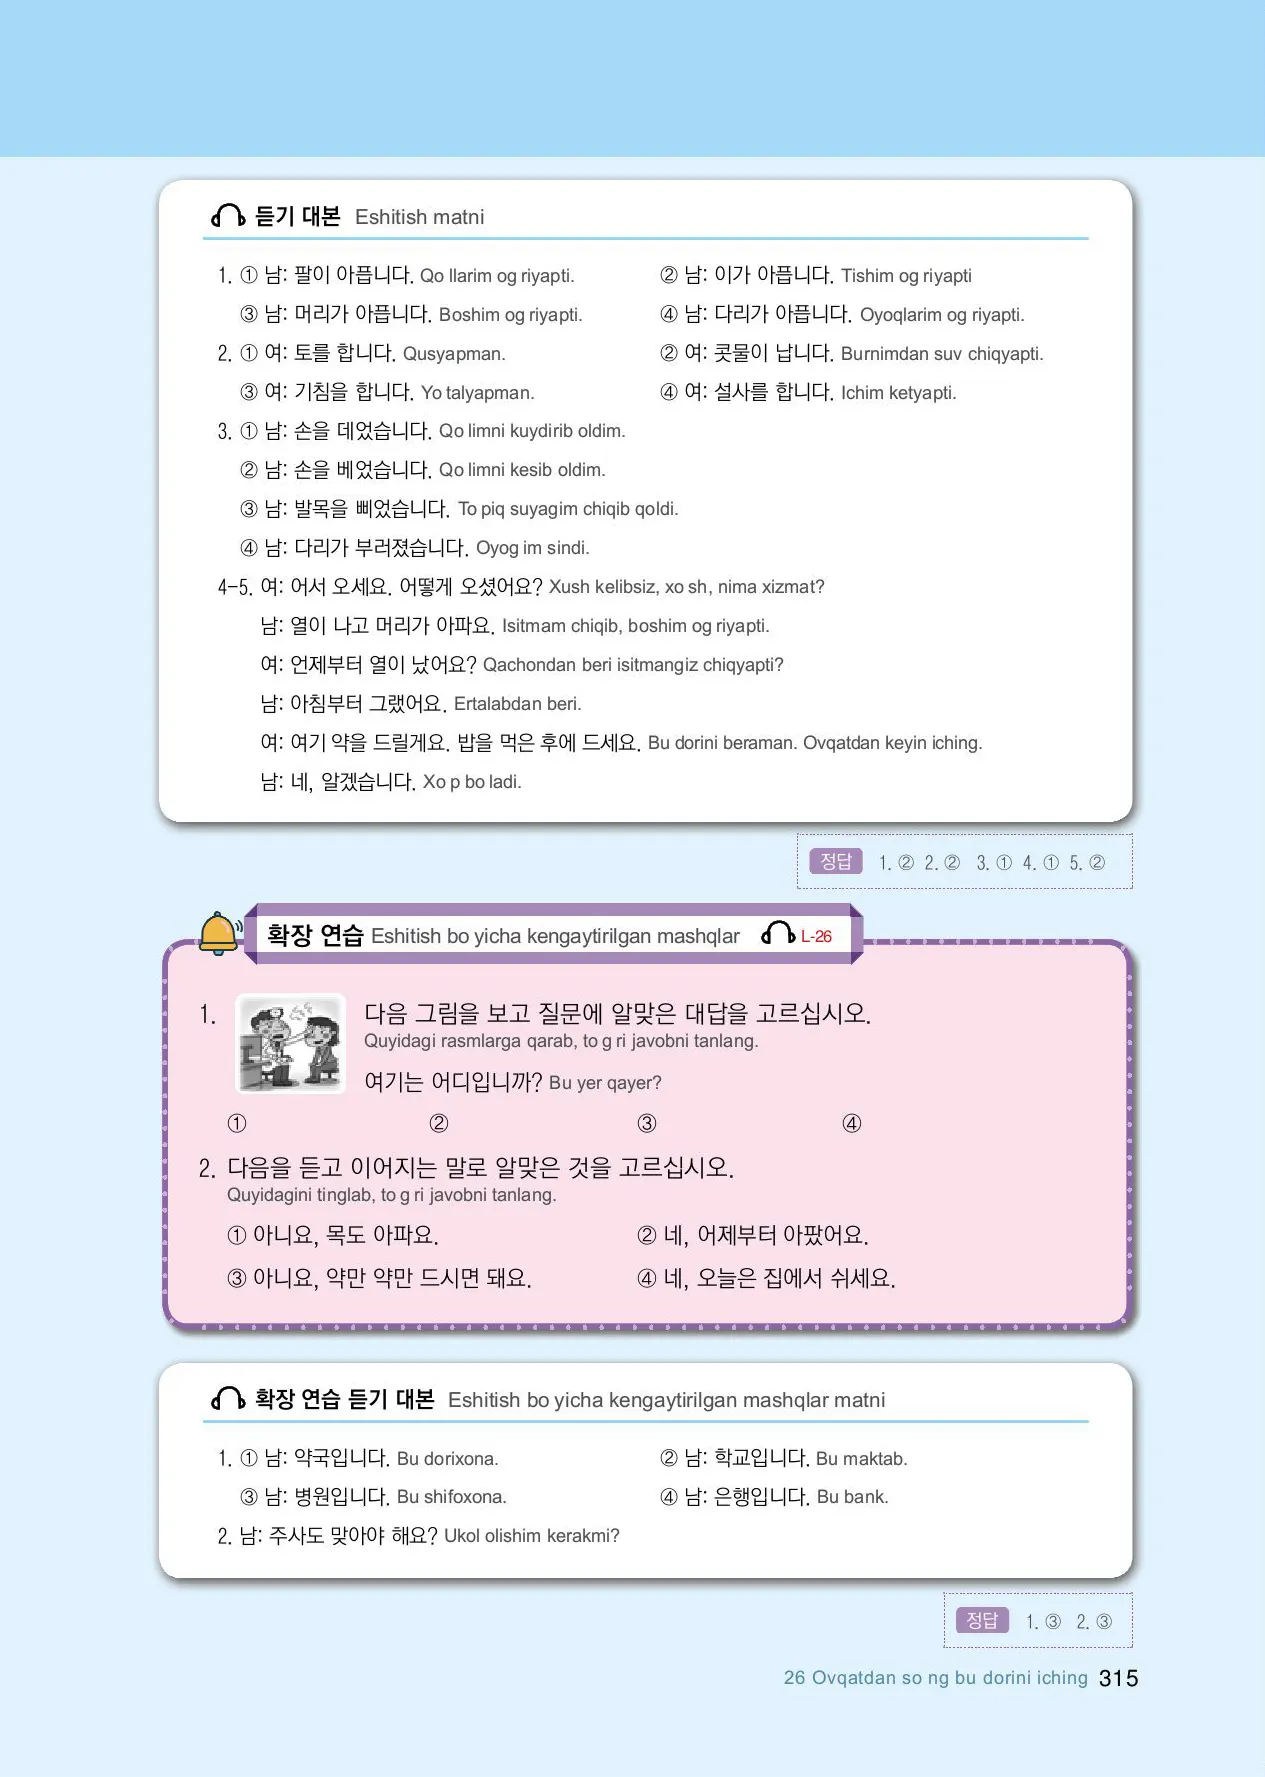 듣기 대본 Eshitish matni
1. ① 남: 팔이 아픕니다. Qo llarim og riyapti. ② 남: 이가 아픕니다. Tishim og riyapti
③ 남: 머리가 아픕니다. Boshim og riyapti. ④ 남: 다리가 아픕니다. Oyoqlarim og riyapti.
2. ① 여: 토를 합니다. Qusyapman. ② 여: 콧물이 납니다. Burnimdan suv chiqyapti.
③ 여: 기침을 합니다. Yo talyapman. ④ 여: 설사를 합니다. Ichim ketyapti.
3. ① 남: 손을 데었습니다. Qo limni kuydirib oldim.
② 남: 손을 베었습니다. Qo limni kesib oldim.
③ 남: 발목을 삐었습니다. To piq suyagim chiqib qoldi.
④ 남: 다리가 부러졌습니다. Oyog im sindi.
4-5. 여: 어서 오세요. 어떻게 오셨어요? Xush kelibsiz, xo sh, nima xizmat?
남: 열이 나고 머리가 아파요. Isitmam chiqib, boshim og riyapti.
여: 언제부터 열이 났어요? Qachondan beri isitmangiz chiqyapti?
남: 아침부터 그랬어요. Ertalabdan beri.
여: 여기 약을 드릴게요. 밥을 먹은 후에 드세요. Bu dorini beraman. Ovqatdan keyin iching.
남: 네, 알겠습니다. Xo p bo ladi.
정답 1. ② 2. ② 3. ① 4. ① 5. ②
확장 연습 Eshitish bo yicha kengaytirilgan mashqlar L-26
1. 다음 그림을 보고 질문에 알맞은 대답을 고르십시오.
Quyidagi rasmlarga qarab, to g ri javobni tanlang.
여기는 어디입니까? Bu yer qayer?
① ② ③ ④
2. 다음을 듣고 이어지는 말로 알맞은 것을 고르십시오.
Quyidagini tinglab, to g ri javobni tanlang.
① 아니요, 목도 아파요. ② 네, 어제부터 아팠어요.
③ 아니요, 약만 약만 드시면 돼요. ④ 네, 오늘은 집에서 쉬세요.
확장 연습 듣기 대본 Eshitish bo yicha kengaytirilgan mashqlar matni
1. ① 남: 약국입니다. Bu dorixona. ② 남: 학교입니다. Bu maktab.
③ 남: 병원입니다. Bu shifoxona. ④ 남: 은행입니다. Bu bank.
2. 남: 주사도 맞아야 해요? Ukol olishim kerakmi?
정답 1. ③ 2. ③
26 Ovqatdan so ng bu dorini iching 315